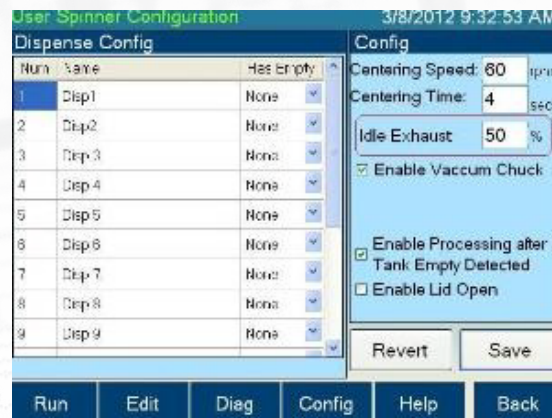 User Spinner Configuration 3/8/2012 9:32:53 AM
Dispense Config
Num Name Has Empty
1 Disp1 None
2 Disp2 None
3 Disp 3 None
4 Disp 4 None
5 Disp 5 None
6 Disp 6 None
7 Disp 7 None
8 Disp 8 None
9 Disp 9 None
Config
Centering Speed: 60 rpm
Centering Time: 4 sec
Idle Exhaust 50 %
Enable Vaccum Chuck
Enable Processing after
Tank Empty Detected
Enable Lid Open
Revert Save
Run Edit Diag Config Help Back